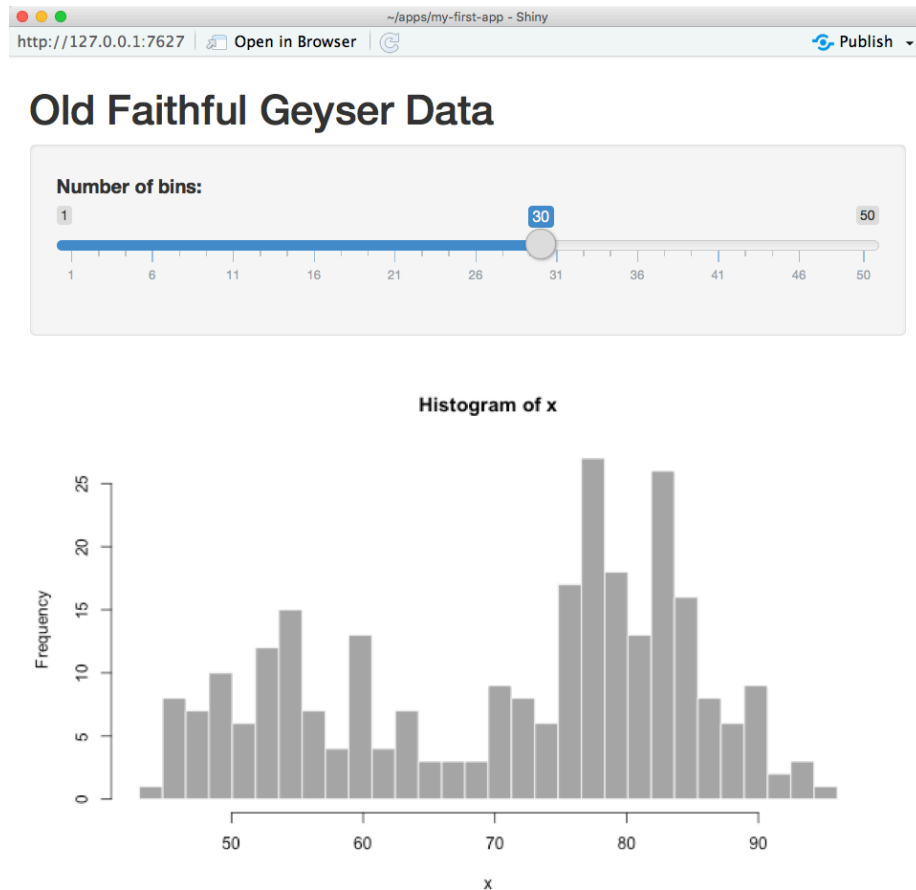 ~/apps/my-first-app - Shiny
http://127.0.0.1:7627 Open in Browser Publish
Old Faithful Geyser Data
Number of bins:
1 30 50
1 6 11 16 21 26 31 36 41 46 50
Histogram of x
Frequency
25
20
15
10
5
0
50 60 70 80 90
x